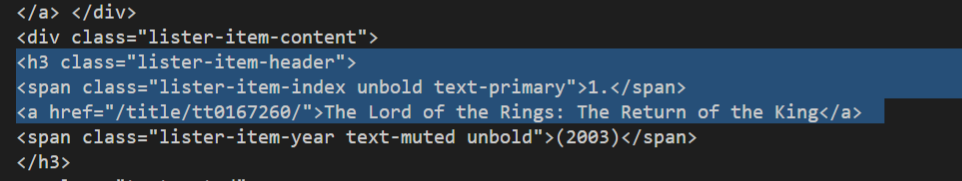 </a> </div>
<div class="lister-item-content">
<h3 class="lister-item-header">
<span class="lister-item-index unbold text-primary">1.</span>
<a href="/title/tt0167260/">The Lord of the Rings: The Return of the King</a>
<span class="lister-item-year text-muted unbold">(2003)</span>
</h3>